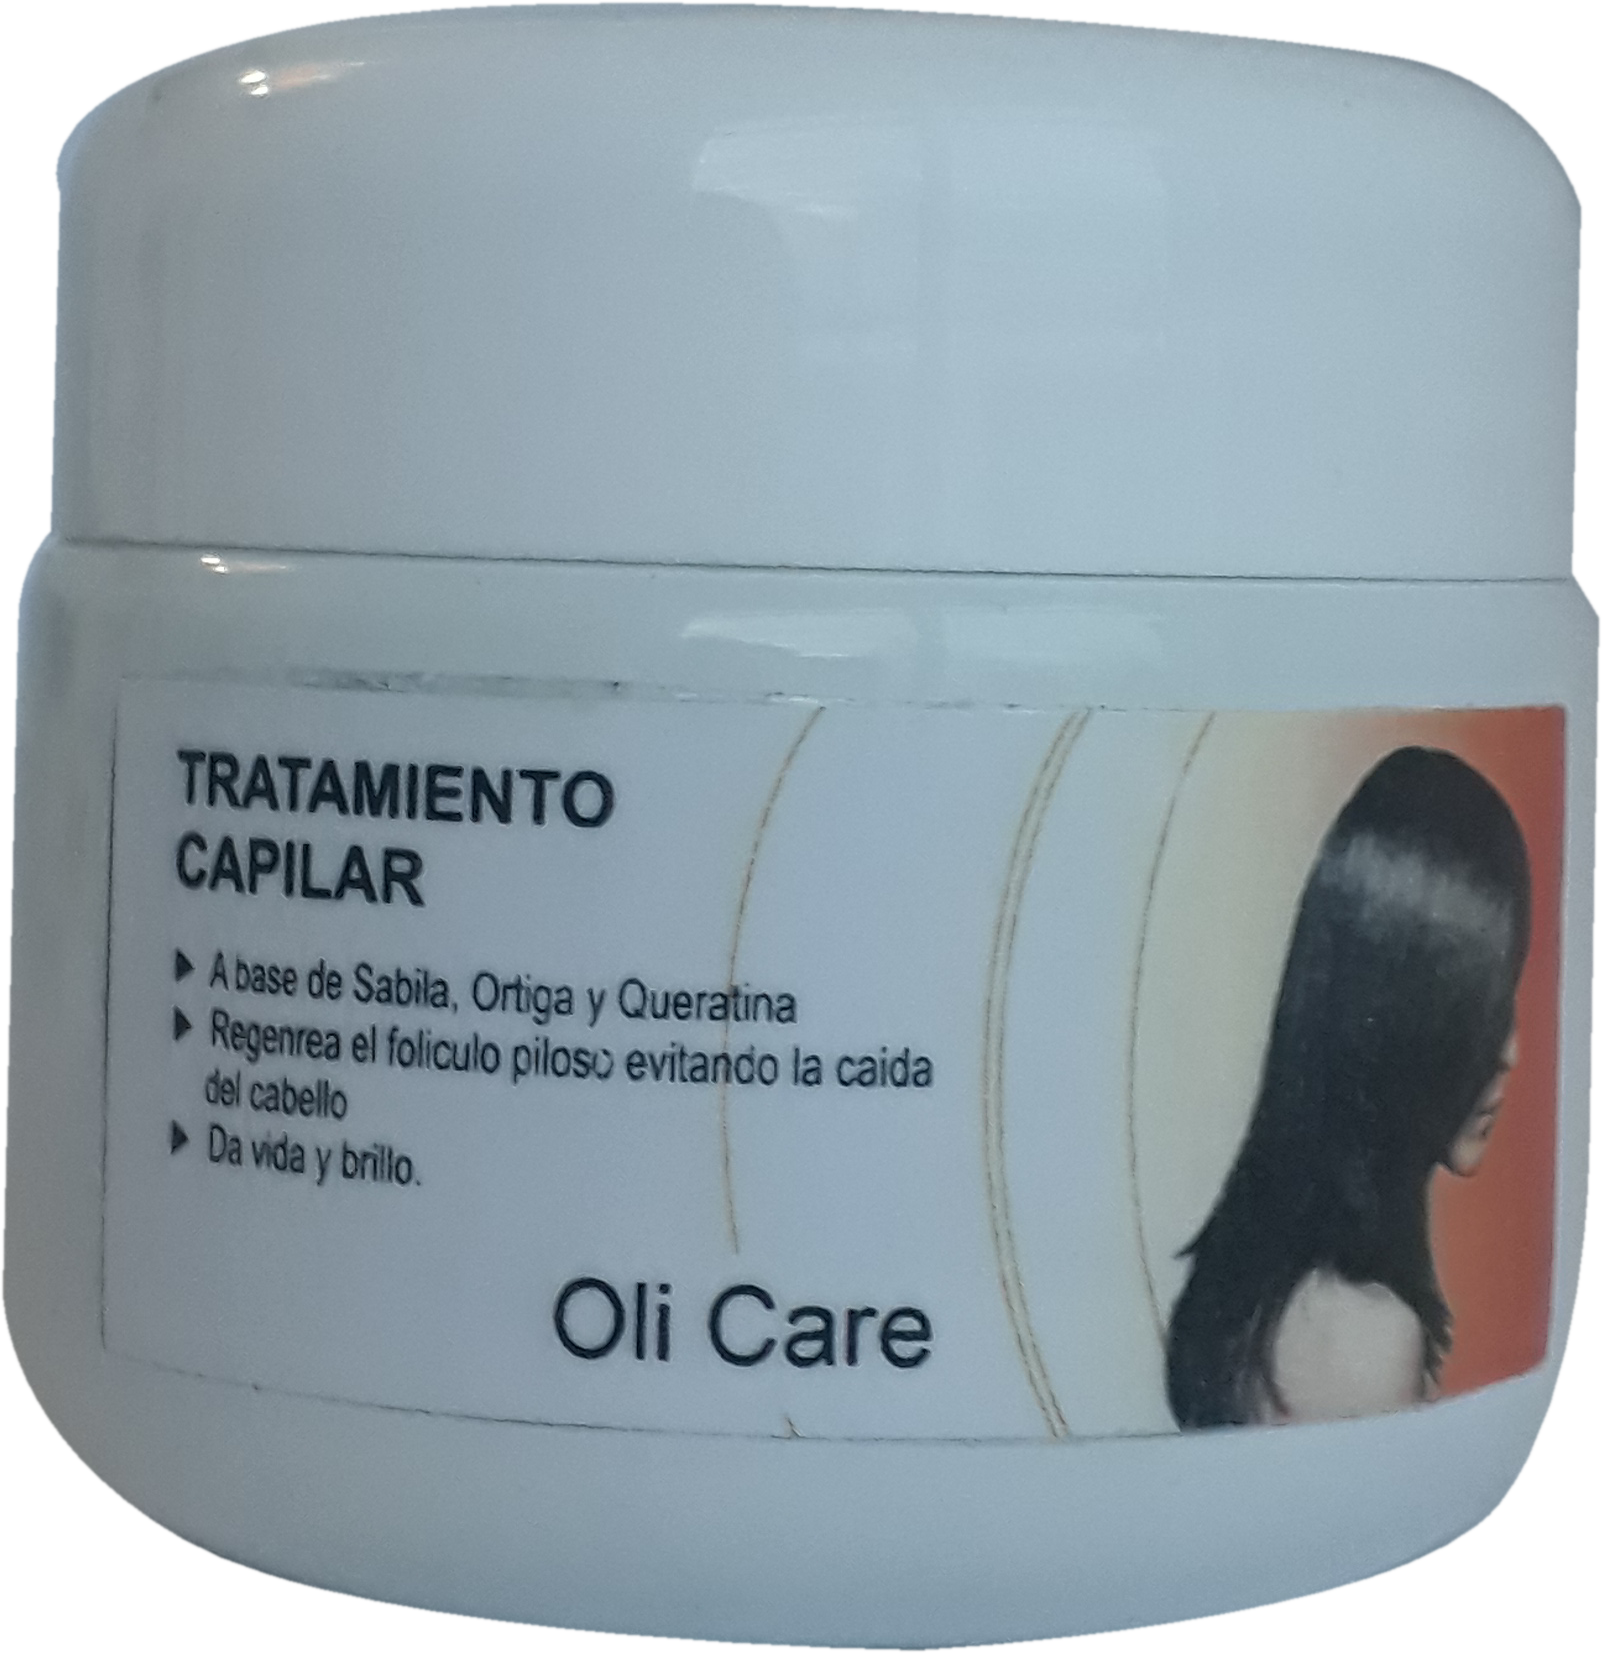 TRATAMIENTO
CAPILAR
A base de Sabila, Ortiga y Queratina
Regenrea el foliculo piloso evitando la caida
del cabello
Da vida y brillo.
Oli Care